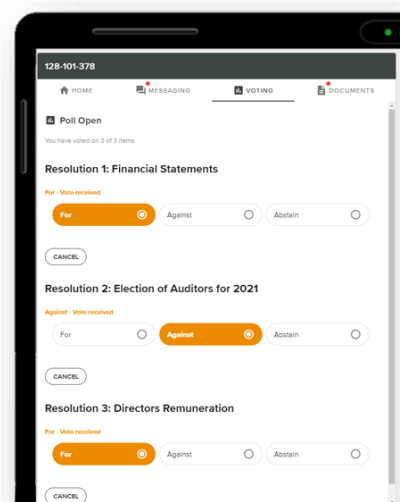 128-101-378
HOME MESSAGING VOTING DOCUMENTS
Poll Open
You have voted on 3 of 3 items
Resolution 1: Financial Statements
For - Vote received
For Against Abstain
CANCEL
Resolution 2: Election of Auditors for 2021
Against - Vote received
For Against Abstain
CANCEL
Resolution 3: Directors Remuneration
For - Vote received
For Against Abstain
CANCEL